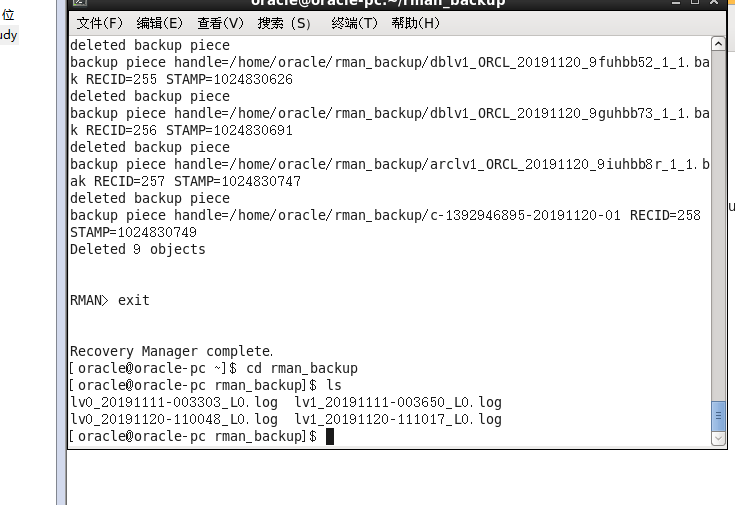 位
udy
oracle@oracle-pc:~/rman_backup
文件(F) 编辑(E) 查看(V) 搜索 (S) 终端(T) 帮助(H)
deleted backup piece
backup piece handle=/home/oracle/rman_backup/dblv1_ORCL_20191120_9fuhbb52_1_1.ba
k RECID=255 STAMP=1024830626
deleted backup piece
backup piece handle=/home/oracle/rman_backup/dblv1_ORCL_20191120_9guhbb73_1_1.ba
k RECID=256 STAMP=1024830691
deleted backup piece
backup piece handle=/home/oracle/rman_backup/arclv1_ORCL_20191120_9iuhbb8r_1_1.b
ak RECID=257 STAMP=1024830747
deleted backup piece
backup piece handle=/home/oracle/rman_backup/c-1392946895-20191120-01 RECID=258
STAMP=1024830749
Deleted 9 objects
RMAN> exit
Recovery Manager complete.
[oracle@oracle-pc ~]$ cd rman_backup
[oracle@oracle-pc rman_backup]$ ls
lv0_20191111-003303_L0.log lv1_20191111-003650_L0.log
lv0_20191120-110048_L0.log lv1_20191120-111017_L0.log
[oracle@oracle-pc rman_backup]$
u